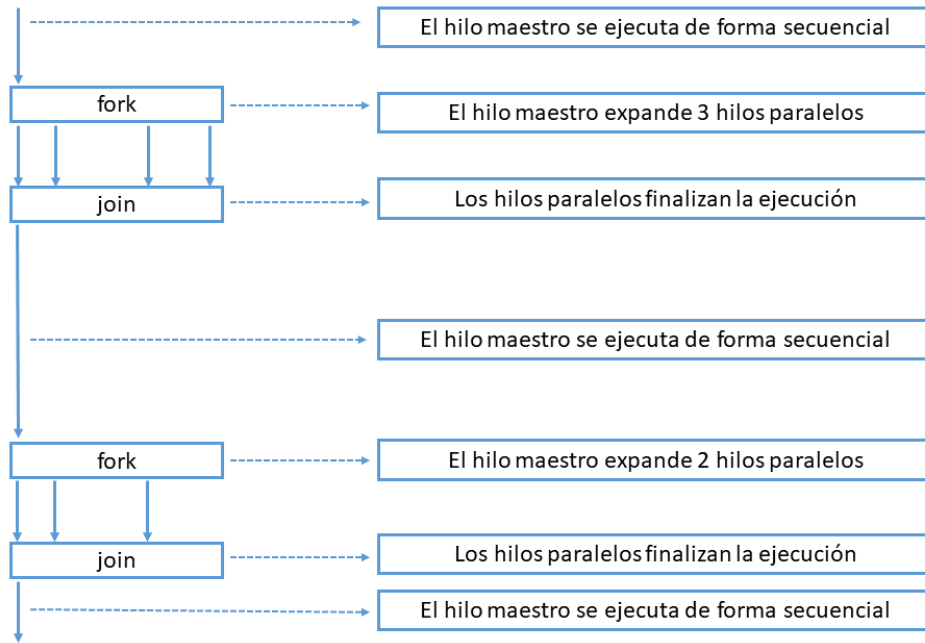 El hilo maestro se ejecuta de forma secuencial
fork
El hilo maestro expande 3 hilos paralelos
join
Los hilos paralelos finalizan la ejecución
El hilo maestro se ejecuta de forma secuencial
fork
El hilo maestro expande 2 hilos paralelos
join
Los hilos paralelos finalizan la ejecución
El hilo maestro se ejecuta de forma secuencial